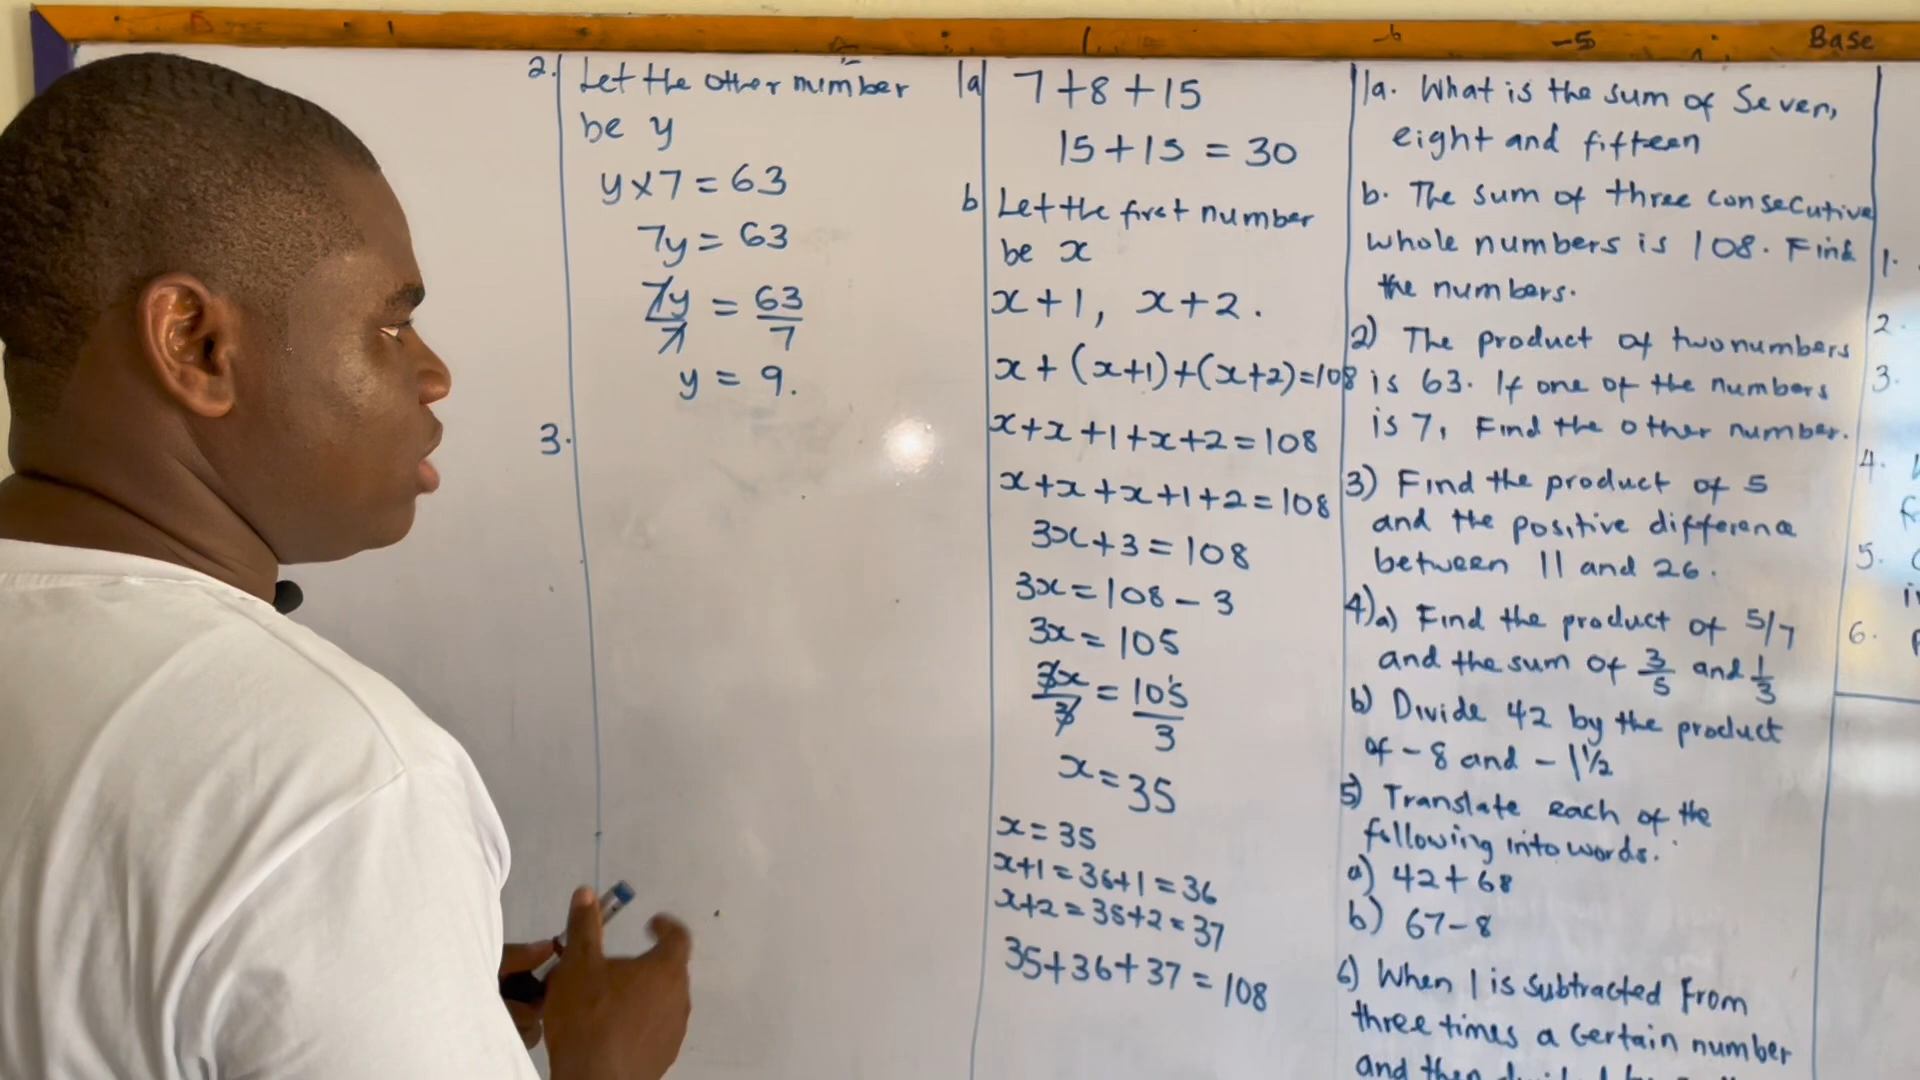 -6 -5 Base
2. Let the other number
be y
y×7 = 63
7y = 63
7y/7 = 63/7
y = 9.
3.
1a 7+8+15
15+15 = 30
b Let the first number
be x
x+1, x+2.
x + (x+1)+(x+2)=108
x+x+1+x+2=108
x+x+x+1+2=108
3x+3=108
3x=108-3
3x=105
3x/3 = 105/3
x=35
x=35
x+1=35+1=36
x+2=35+2=37
35+36+37=108
1a. What is the sum of Seven,
eight and fifteen
b. The sum of three consecutive
whole numbers is 108. Find
the numbers.
2) The product of two numbers
is 63. If one of the numbers
is 7, Find the other number.
3) Find the product of 5
and the positive difference
between 11 and 26.
4)a) Find the product of 5/7
and the sum of 3/5 and 1/3
b) Divide 42 by the product
of -8 and -1 1/2
5) Translate each of the
following into words.
a) 42+68
b) 67-8
6) When 1 is subtracted from
three times a certain number
and then
1.
2.
3.
4.
5.
6.